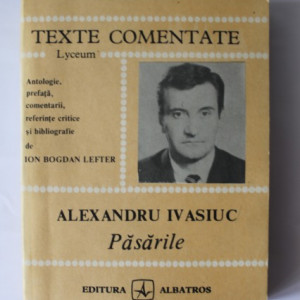 TEXTE COMENTATE
Lyceum
Antologie,
prefață,
comentarii,
referințe critice
și bibliografie
de
ION BOGDAN LEFTER
ALEXANDRU IVASIUC
Păsările
EDITURA ALBATROS